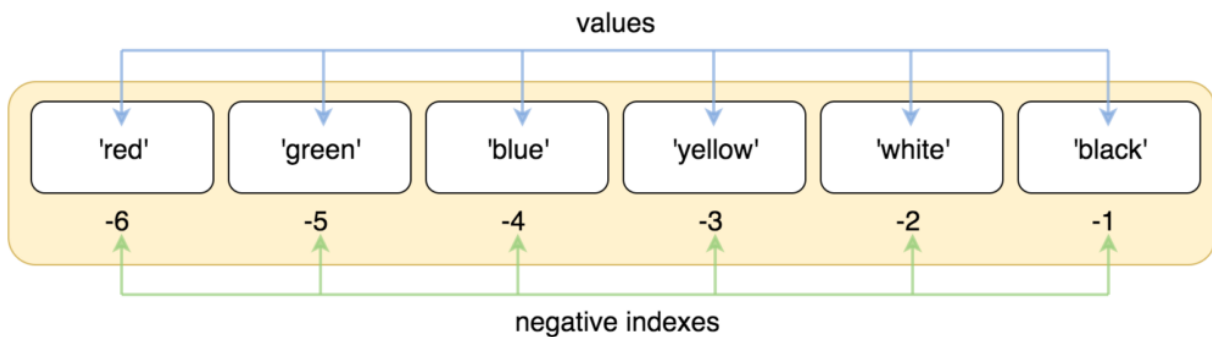 values
'red' 'green' 'blue' 'yellow' 'white' 'black'
-6 -5 -4 -3 -2 -1
negative indexes